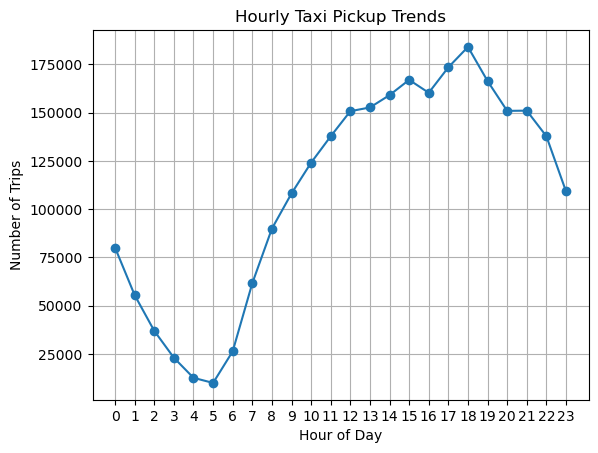 Hourly Taxi Pickup Trends
175000
150000
125000
100000
75000
50000
25000
Number of Trips
0 1 2 3 4 5 6 7 8 9 10 11 12 13 14 15 16 17 18 19 20 21 22 23
Hour of Day